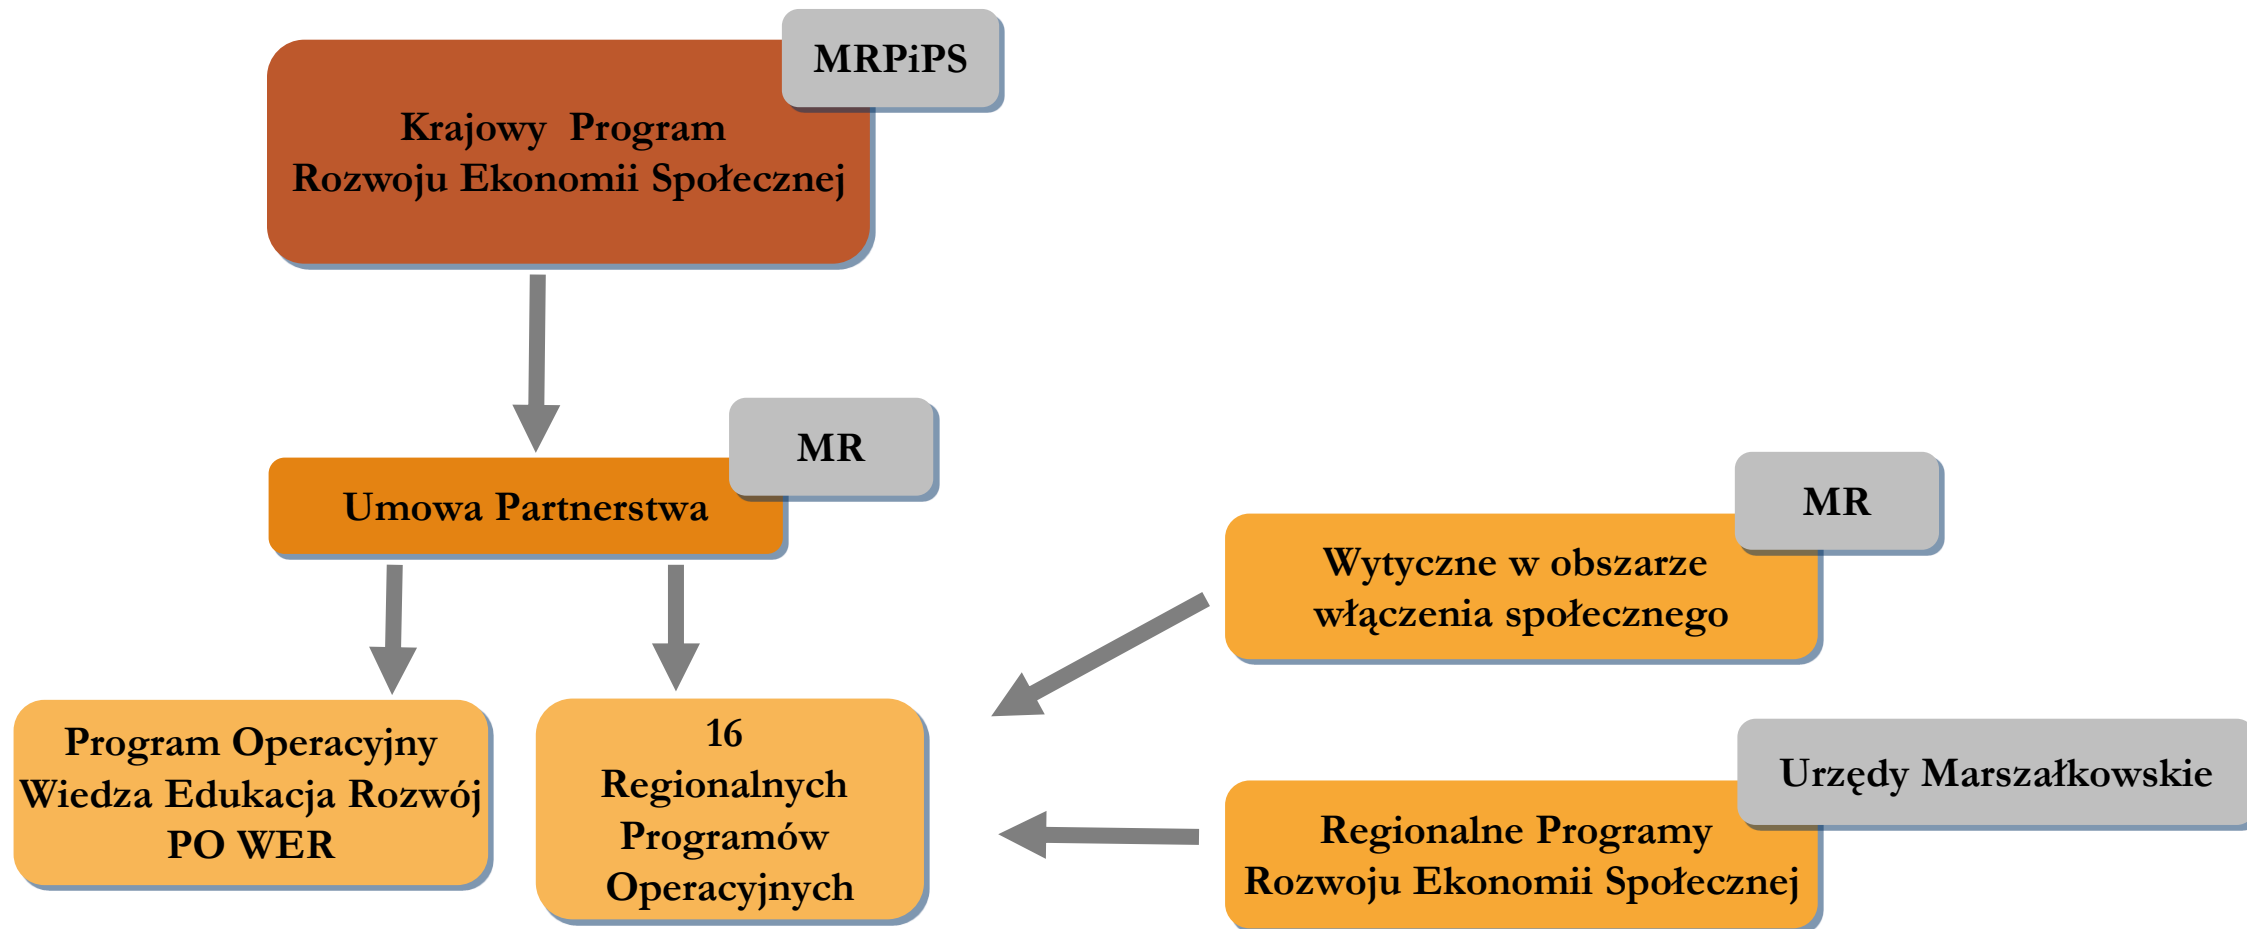 MRPiPS
Krajowy Program
Rozwoju Ekonomii Społecznej
MR
Umowa Partnerstwa
MR
Wytyczne w obszarze
włączenia społecznego
Program Operacyjny
Wiedza Edukacja Rozwój
PO WER
16
Regionalnych
Programów
Operacyjnych
Urzędy Marszałkowskie
Regionalne Programy
Rozwoju Ekonomii Społecznej